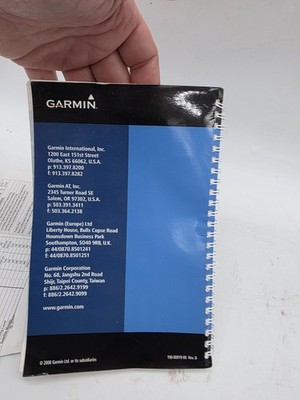 GARMIN
Garmin International, Inc.
1200 East 151st Street
Olathe, KS 66062, U.S.A.
p: 913.397.8200
f: 913.397.8282
Garmin AT, Inc.
2345 Turner Road SE
Salem, OR 97302, U.S.A.
p: 503.391.3411
f: 503.364.2138
Garmin (Europe) Ltd
Liberty House, Bulls Copse Road
Hounsdown Business Park
Southampton, SO40 9RB, U.K.
p: 44/0870.8501241
f: 44/0870.8501251
Garmin Corporation
No. 68, Jangshu 2nd Road
Shijr, Taipei County, Taiwan
p: 886/2.2642.9199
f: 886/2.2642.9099
www.garmin.com
© 2008 Garmin Ltd. or its subsidiaries
Rev.